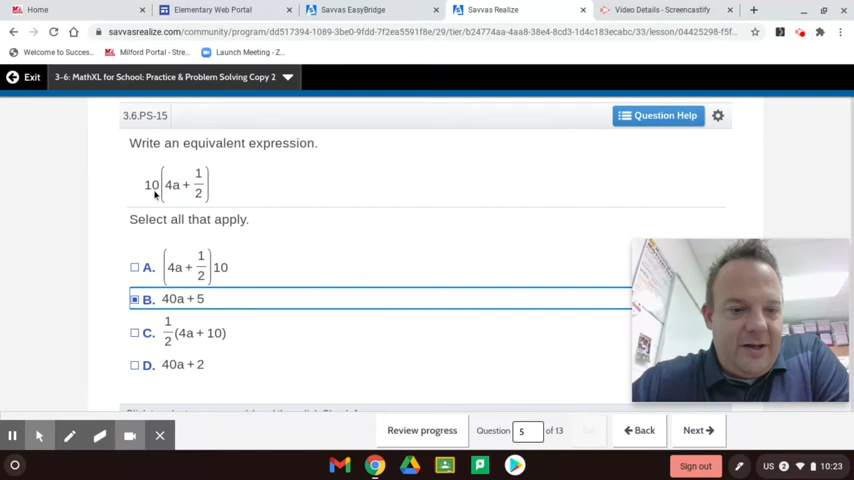 Home
Elementary Web Portal
Savvas EasyBridge
Savvas Realize
Video Details - Screencastify
savvasrealize.com/community/program/dd517394-1089-3be0-9fdd-7f2ea5591f8c/29/tier/b24774aa-4aa8-38e4-8cd3-1d4c183ecabc/33/lesson/04425298-f5f...
Welcome to Succes...
Milford Portal - St...
Launch Meeting - Z...
Exit
3-6: MathXL for School: Practice & Problem Solving Copy 2
3.6.PS-15
Question Help
Write an equivalent expression.
10(4a + 1/2)
Select all that apply.
A. (4a + 1/2)10
B. 40a + 5
C. 1/2(4a + 10)
D. 40a + 2
Review progress
Question 5 of 13
Back
Next
Sign out
US 2
10:23